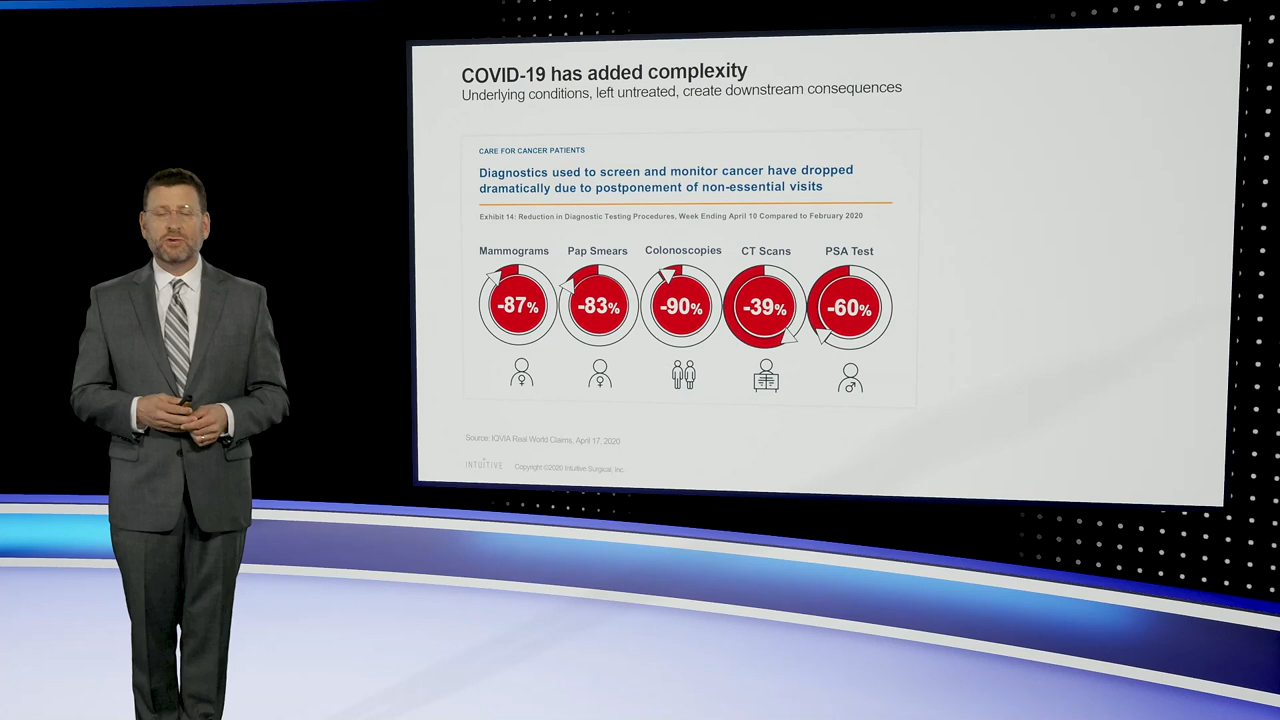 COVID-19 has added complexity
Underlying conditions, left untreated, create downstream consequences
CARE FOR CANCER PATIENTS
Diagnostics used to screen and monitor cancer have dropped
dramatically due to postponement of non-essential visits
Exhibit 14: Reduction in Diagnostic Testing Procedures, Week Ending April 10 Compared to February 2020
Mammograms Pap Smears Colonoscopies CT Scans PSA Test
-87% -83% -90% -39% -60%
Source: IQVIA Real World Claims, April 17, 2020
INTUITIVE Copyright ©2020 Intuitive Surgical, Inc.